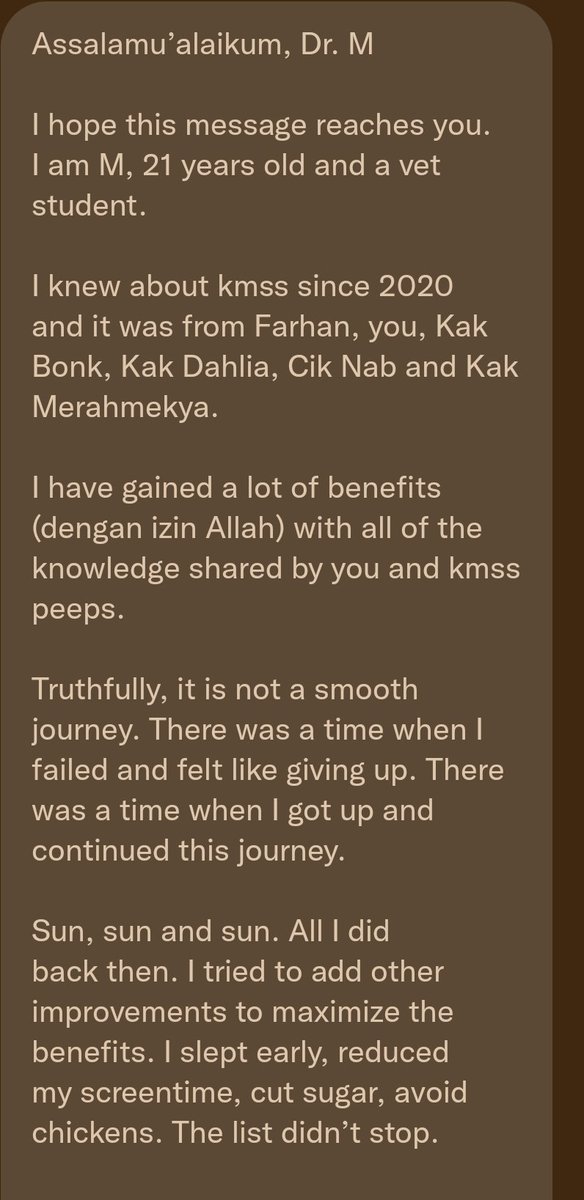 Assalamu’alaikum, Dr. M
I hope this message reaches you.
I am M, 21 years old and a vet
student.
I knew about kmss since 2020
and it was from Farhan, you, Kak
Bonk, Kak Dahlia, Cik Nab and Kak
Merahmekya.
I have gained a lot of benefits
(dengan izin Allah) with all of the
knowledge shared by you and kmss
peeps.
Truthfully, it is not a smooth
journey. There was a time when I
failed and felt like giving up. There
was a time when I got up and
continued this journey.
Sun, sun and sun. All I did
back then. I tried to add other
improvements to maximize the
benefits. I slept early, reduced
my screentime, cut sugar, avoid
chickens. The list didn’t stop.